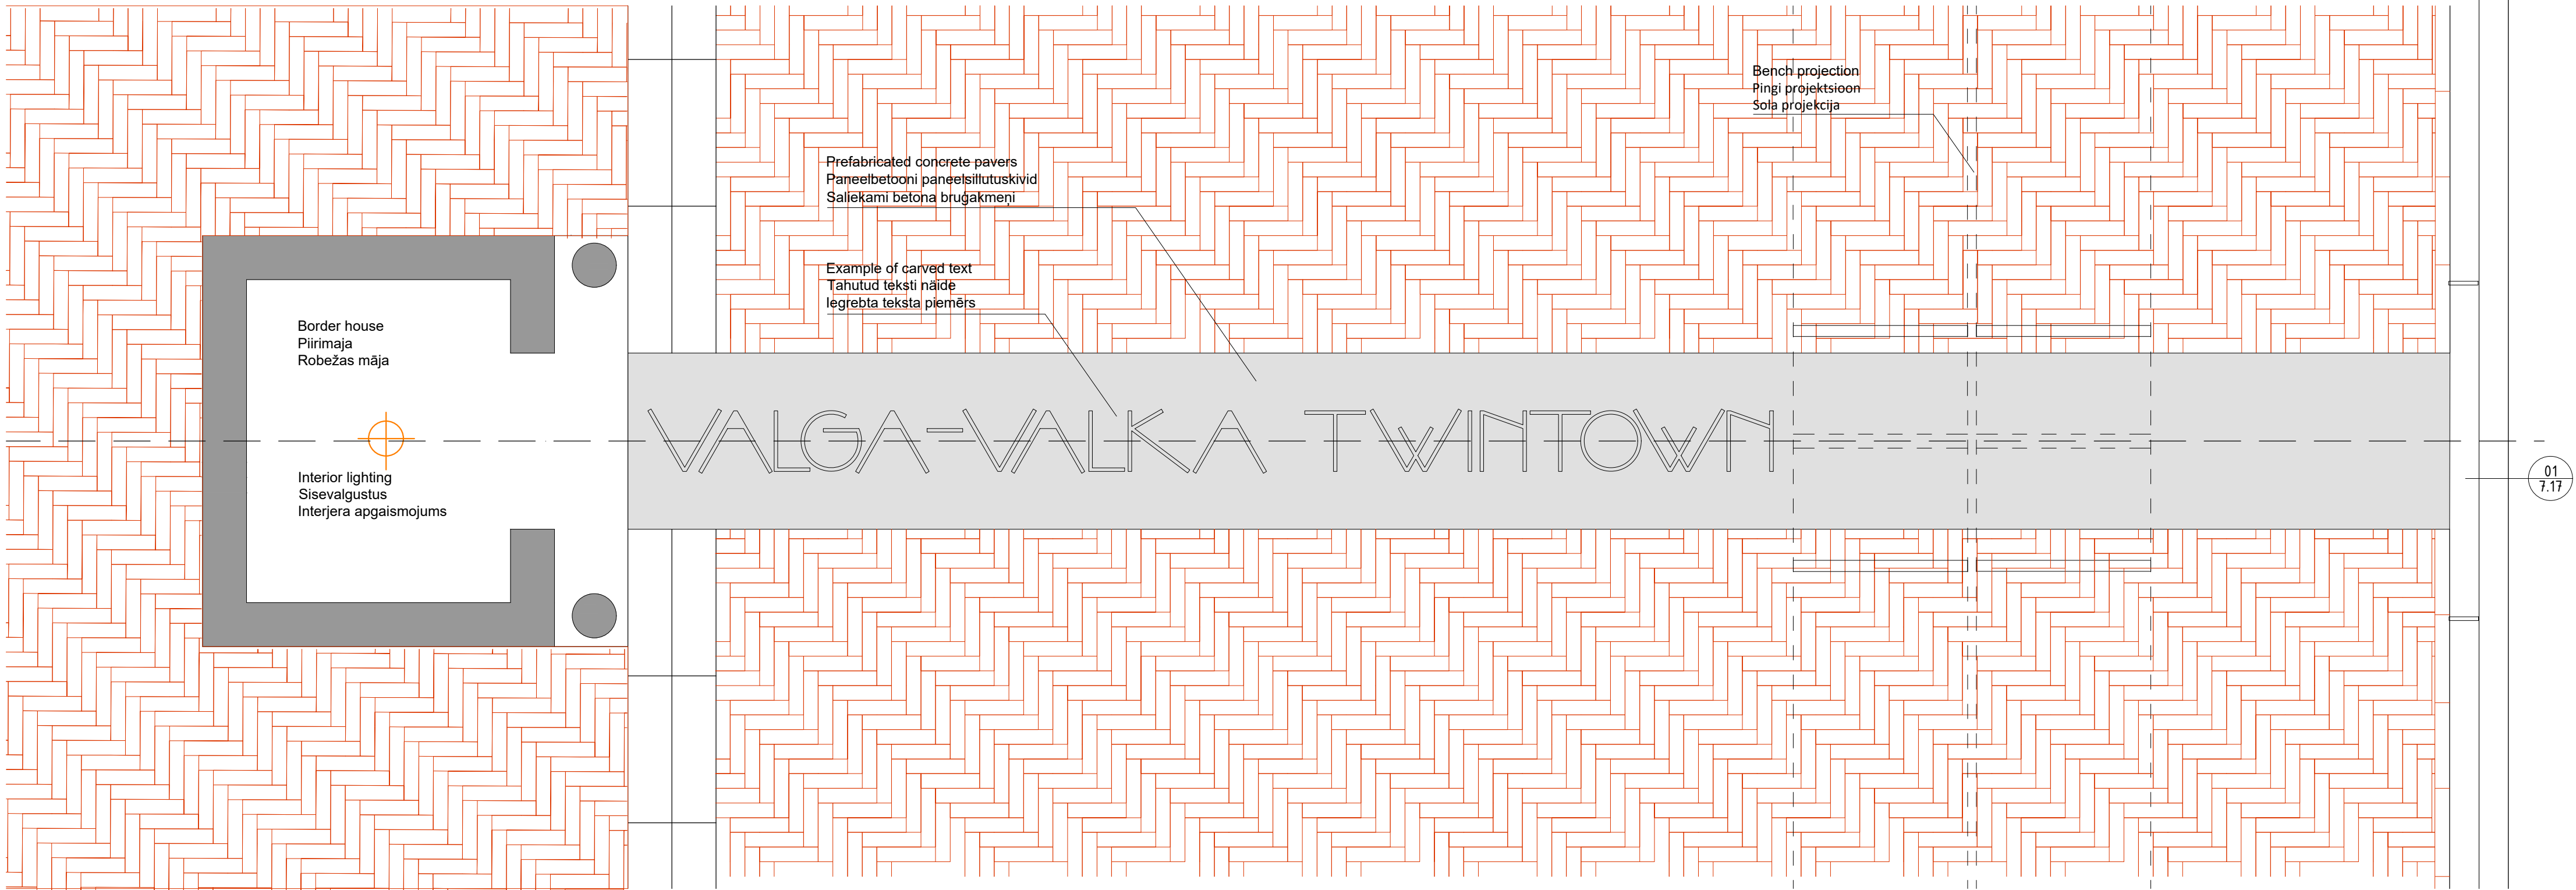 Bench projection
Pingi projektsioon
Sola projekcija
Prefabricated concrete pavers
Paneelbetooni paneelsillutuskivid
Saliekami betona bruģakmeņi
Example of carved text
Tahutud teksti näide
Iegrebta teksta piemērs
Border house
Piirimaja
Robežas māja
VALGA-VALKA TWINTOWN
Interior lighting
Sisevalgustus
Interjera apgaismojums
01
7.17